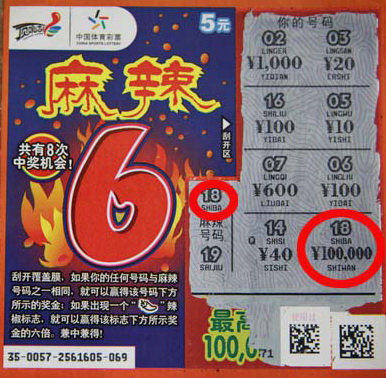 顶呱刮
中国体育彩票
CHINA SPORTS LOTTERY
5元
麻辣
6
共有8次
中奖机会!
刮开区
刮开覆盖膜,如果你的任何号码与麻辣
号码之一相同,就可以赢得该号码下方
所示的奖金;如果出现一个“ ”辣
椒标志,就可以赢得该标志下方所示奖
金的六倍。兼中兼得!
35-0057-2561605-069
你的号码
02 03
LINGER LINGSAN
¥1,000 ¥20
YIQIAN ERSHI
16 05
SHILIU LINGWU
¥100 ¥10
YIBAI YISHI
07 06
LINGQI LINGLIU
¥600 ¥100
LIUBAI YIBAI
18
SHIBA
麻辣
号码
19
SHIJIU
14 18
Q SHISI SHIBA
¥40 ¥100,000
SISHI SHIWAN
最高
100,0
71